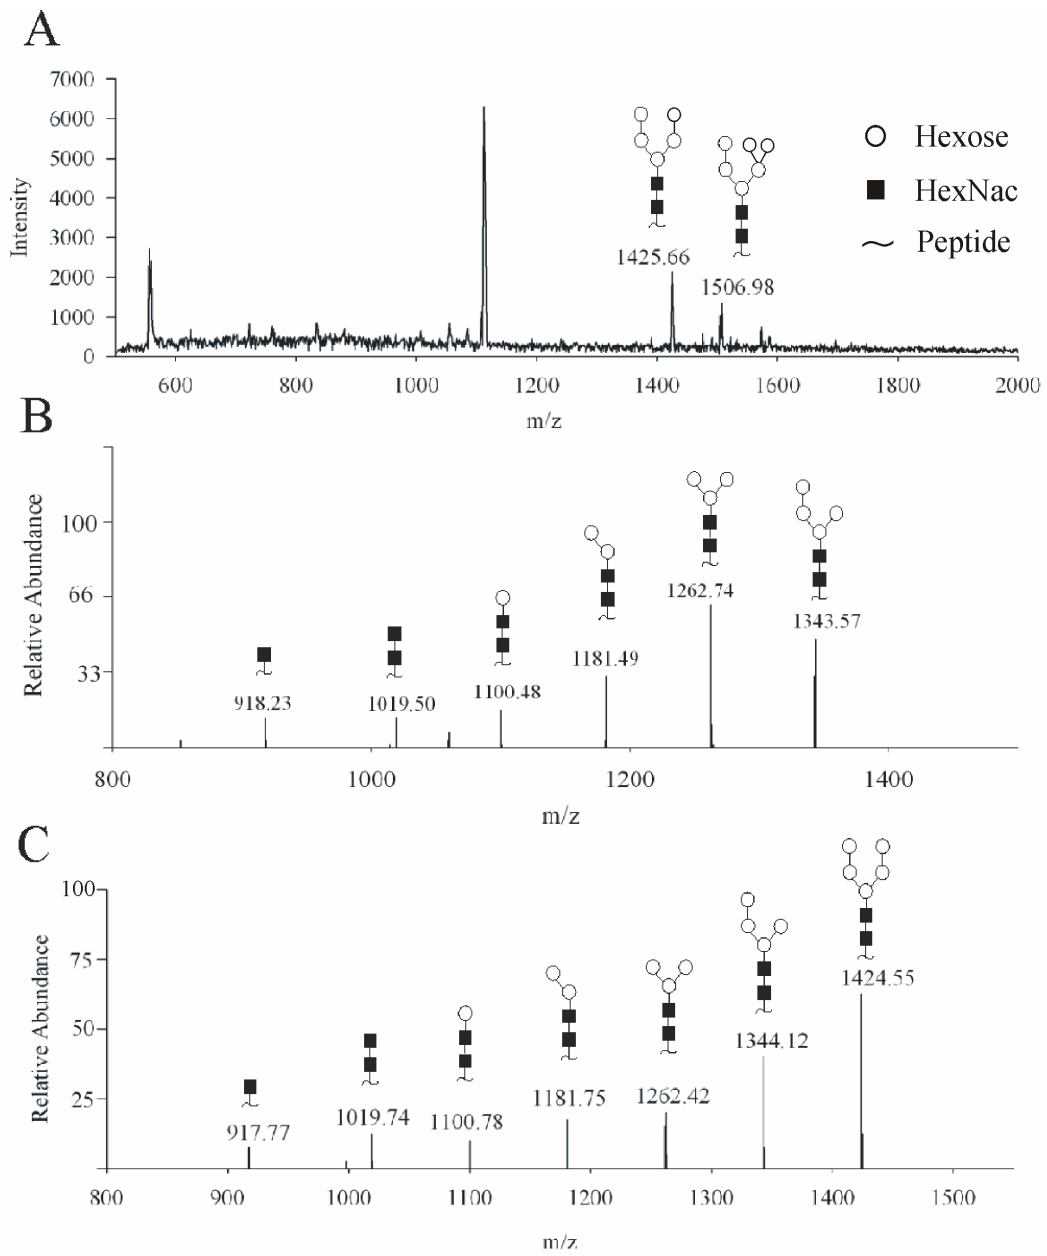 A
7000
6000
5000
4000
3000
2000
1000
0
Intensity
1425.66
1506.98
Hexose
HexNac
Peptide
600 800 1000 1200 1400 1600 1800 2000
m/z
B
100
66
33
Relative Abundance
918.23
1019.50
1100.48
1181.49
1262.74
1343.57
800 1000 1200 1400
m/z
C
100
75
50
25
Relative Abundance
917.77
1019.74
1100.78
1181.75
1262.42
1344.12
1424.55
800 900 1000 1100 1200 1300 1400 1500
m/z